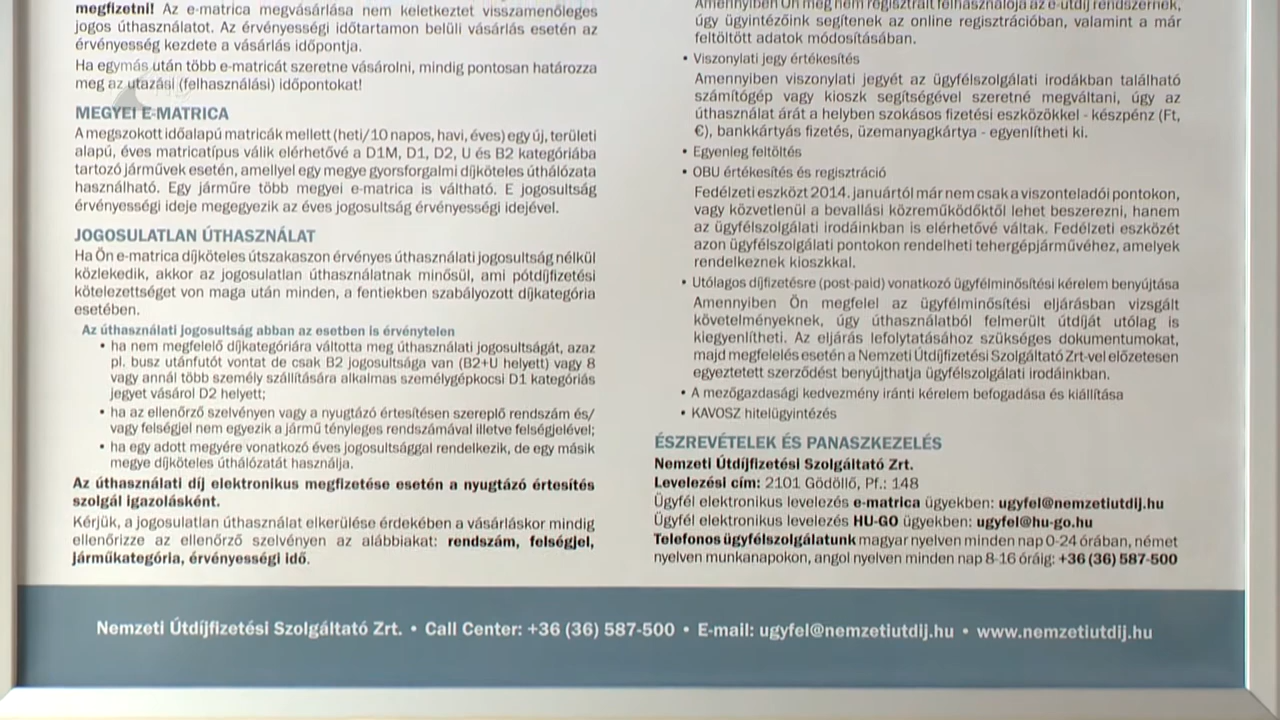 megfizetni! Az e-matrica megvásárlása nem keletkeztet visszamenőleges
jogos úthasználatot. Az érvényességi időtartamon belüli vásárlás esetén az
érvényesség kezdete a vásárlás időpontja.
Ha egymás után több e-matricát szeretne vásárolni, mindig pontosan határozza
meg az utazási (felhasználási) időpontokat!
MEGYEI E-MATRICA
A megszokott időalapú matricák mellett (heti/10 napos, havi, éves) egy új, területi
alapú, éves matricatípus válik elérhetővé a D1M, D1, D2, U és B2 kategóriába
tartozó járművek esetén, amellyel egy megye gyorsforgalmi díjköteles úthálózata
használható. Egy járműre több megyei e-matrica is váltható. E jogosultság
érvényességi ideje megegyezik az éves jogosultság érvényességi idejével.
JOGOSULATLAN ÚTHASZNÁLAT
Ha Ön e-matrica díjköteles útszakaszon érvényes úthasználati jogosultság nélkül
közlekedik, akkor az jogosulatlan úthasználatnak minősül, ami pótdíjfizetési
kötelezettséget von maga után minden, a fentiekben szabályozott díjkategória
esetében.
Az úthasználati jogosultság abban az esetben is érvénytelen
• ha nem megfelelő díjkategóriára váltotta meg úthasználati jogosultságát, azaz
pl. busz utánfutót vontat de csak B2 jogosultsága van (B2+U helyett) vagy 8
vagy annál több személy szállítására alkalmas személygépkocsi D1 kategóriás
jegyet vásárol D2 helyett;
• ha az ellenőrző szelvényen vagy a nyugtázó értesítésen szereplő rendszám és/
vagy felségjel nem egyezik a jármű tényleges rendszámával illetve felségjelével;
• ha egy adott megyére vonatkozó éves jogosultsággal rendelkezik, de egy másik
megye díjköteles úthálózatát használja.
Az úthasználati díj elektronikus megfizetése esetén a nyugtázó értesítés
szolgál igazolásként.
Kérjük, a jogosulatlan úthasználat elkerülése érdekében a vásárláskor mindig
ellenőrizze az ellenőrző szelvényen az alábbiakat: rendszám, felségjel,
járműkategória, érvényességi idő.
Amennyiben Ön még nem regisztrált felhasználója az e-útdíj rendszernek,
úgy ügyintézőink segítenek az online regisztrációban, valamint a már
feltöltött adatok módosításában.
• Viszonylati jegy értékesítés
Amennyiben viszonylati jegyét az ügyfélszolgálati irodákban található
számítógép vagy kioszk segítségével szeretné megváltani, úgy az
úthasználat árát a helyben szokásos fizetési eszközökkel - készpénz (Ft,
€), bankkártyás fizetés, üzemanyagkártya - egyenlítheti ki.
• Egyenleg feltöltés
• OBU értékesítés és regisztráció
Fedélzeti eszközt 2014. januártól már nem csak a viszonteladói pontokon,
vagy közvetlenül a bevallási közreműködőktől lehet beszerezni, hanem
az ügyfélszolgálati irodáinkban is elérhetővé váltak. Fedélzeti eszközét
azon ügyfélszolgálati pontokon rendelheti tehergépjárművéhez, amelyek
rendelkeznek kioszkkal.
• Utólagos díjfizetésre (post-paid) vonatkozó ügyfélminősítési kérelem benyújtása
Amennyiben Ön megfelel az ügyfélminősítési eljárásban vizsgált
követelményeknek, úgy úthasználatból felmerült útdíját utólag is
kiegyenlítheti. Az eljárás lefolytatásához szükséges dokumentumokat,
majd megfelelés esetén a Nemzeti Útdíjfizetési Szolgáltató Zrt-vel előzetesen
egyeztetett szerződést benyújthatja ügyfélszolgálati irodáinkban.
• A mezőgazdasági kedvezmény iránti kérelem befogadása és kiállítása
• KAVOSZ hitelügyintézés
ÉSZREVÉTELEK ÉS PANASZKEZELÉS
Nemzeti Útdíjfizetési Szolgáltató Zrt.
Levelezési cím: 2101 Gödöllő, Pf.: 148
Ügyfél elektronikus levelezés e-matrica ügyekben: ugyfel@nemzetiutdij.hu
Ügyfél elektronikus levelezés HU-GO ügyekben: ugyfel@hu-go.hu
Telefonos ügyfélszolgálatunk magyar nyelven minden nap 0-24 órában, német
nyelven munkanapokon, angol nyelven minden nap 8-16 óráig: +36 (36) 587-500
Nemzeti Útdíjfizetési Szolgáltató Zrt. • Call Center: +36 (36) 587-500 • E-mail: ugyfel@nemzetiutdij.hu • www.nemzetiutdij.hu